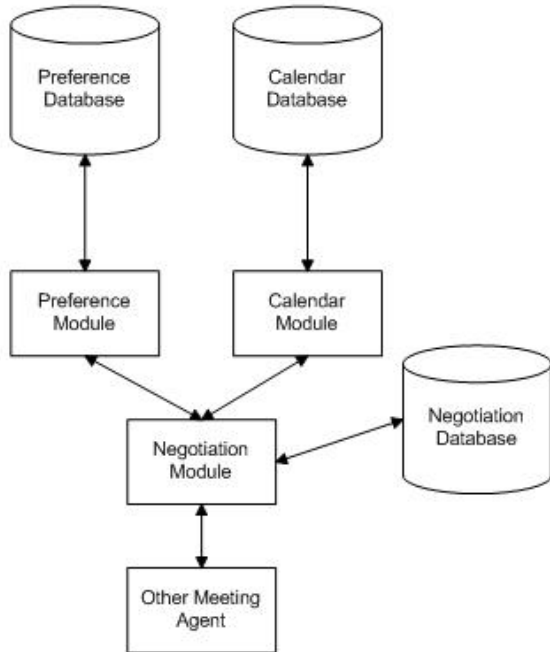 Preference
Database
Calendar
Database
Preference
Module
Calendar
Module
Negotiation
Database
Negotiation
Module
Other Meeting
Agent